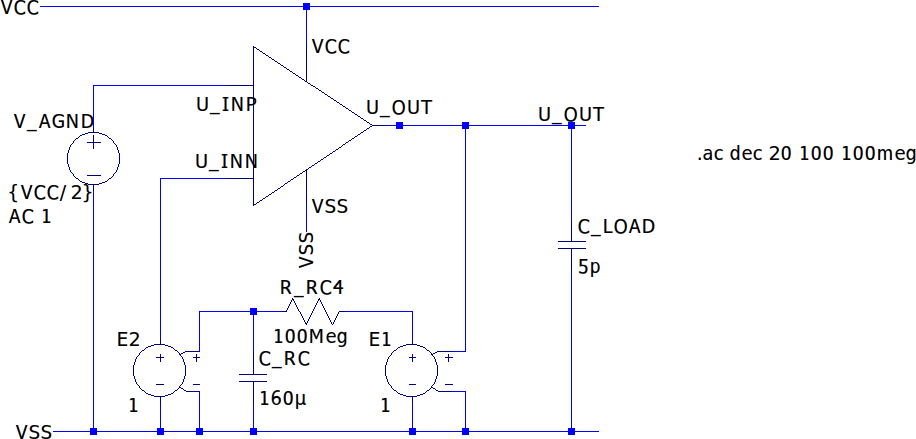 VCC
VCC
U_INP
U_OUT
U_OUT
V_AGND
.ac dec 20 100 100meg
U_INN
{VCC/2}
AC 1
VSS
VSS
C_LOAD
5p
R_RC4
100Meg
E2
E1
C_RC
160µ
1
1
VSS